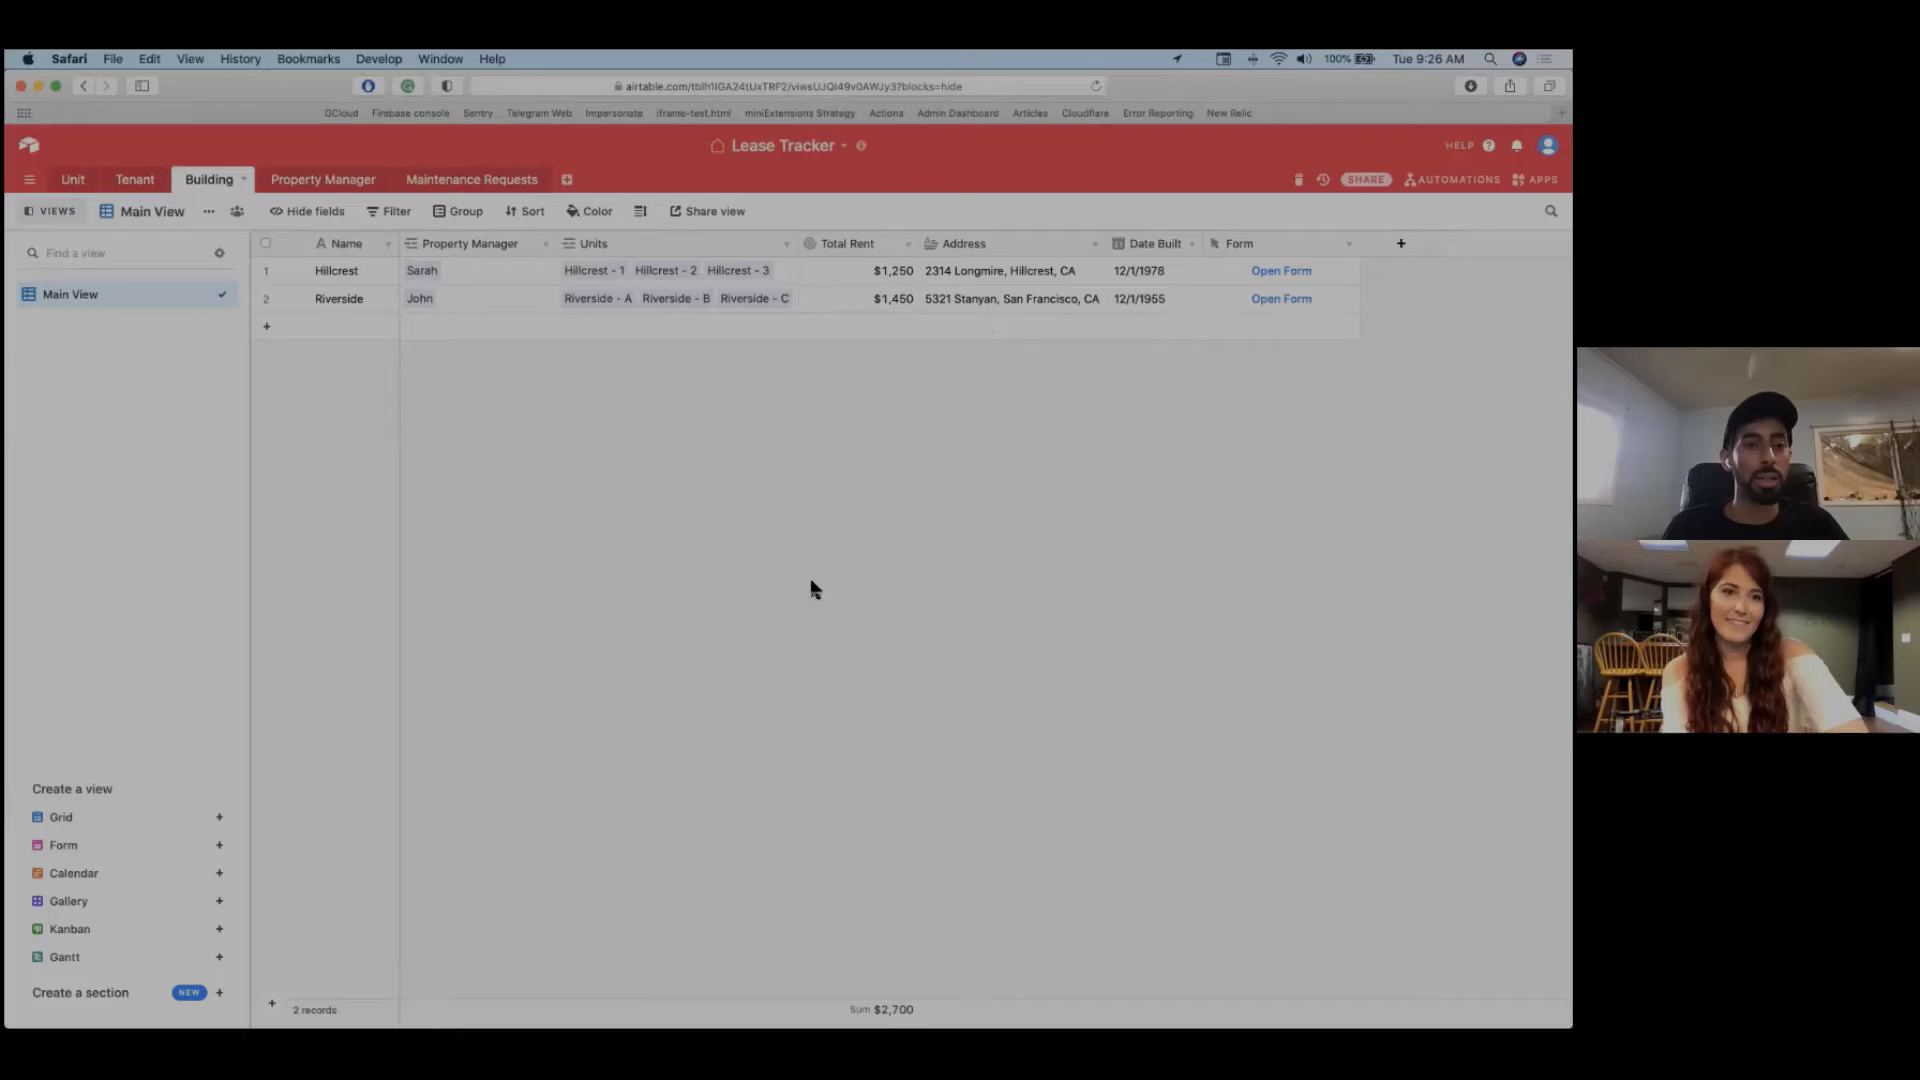 Safari File Edit View History Bookmarks Develop Window Help 100% Tue 9:26 AM
airtable.com/tblh1IGA24tUxTRF2/viwsUJQI49v0AWJy3?blocks=hide
GCloud Firebase console Sentry Telegram Web Impersonate iframe-test.html miniExtensions Strategy Actions Admin Dashboard Articles Cloudflare Error Reporting New Relic
Lease Tracker HELP
Unit Tenant Building Property Manager Maintenance Requests SHARE AUTOMATIONS APPS
VIEWS Main View Hide fields Filter Group Sort Color Share view
Find a view
Name Property Manager Units Total Rent Address Date Built Form
1 Hillcrest Sarah Hillcrest - 1 Hillcrest - 2 Hillcrest - 3 $1,250 2314 Longmire, Hillcrest, CA 12/1/1978 Open Form
Main View
2 Riverside John Riverside - A Riverside - B Riverside - C $1,450 5321 Stanyan, San Francisco, CA 12/1/1955 Open Form
Create a view
Grid
Form
Calendar
Gallery
Kanban
Gantt
Create a section NEW
2 records Sum $2,700